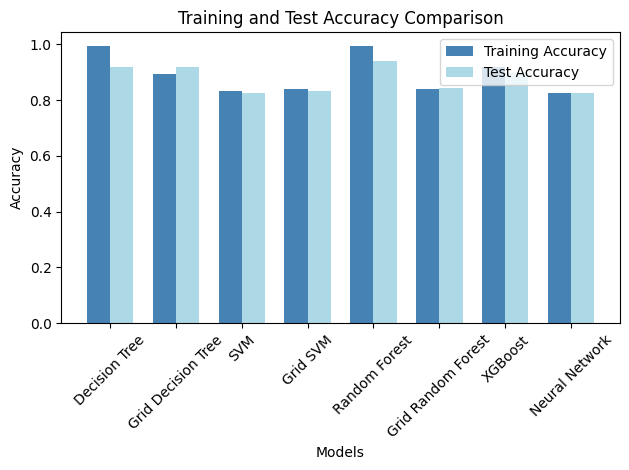 Training and Test Accuracy Comparison
Training Accuracy
Test Accuracy
Accuracy
1.0
0.8
0.6
0.4
0.2
0.0
Decision Tree
Grid Decision Tree
SVM
Grid SVM
Random Forest
Grid Random Forest
XGBoost
Neural Network
Models